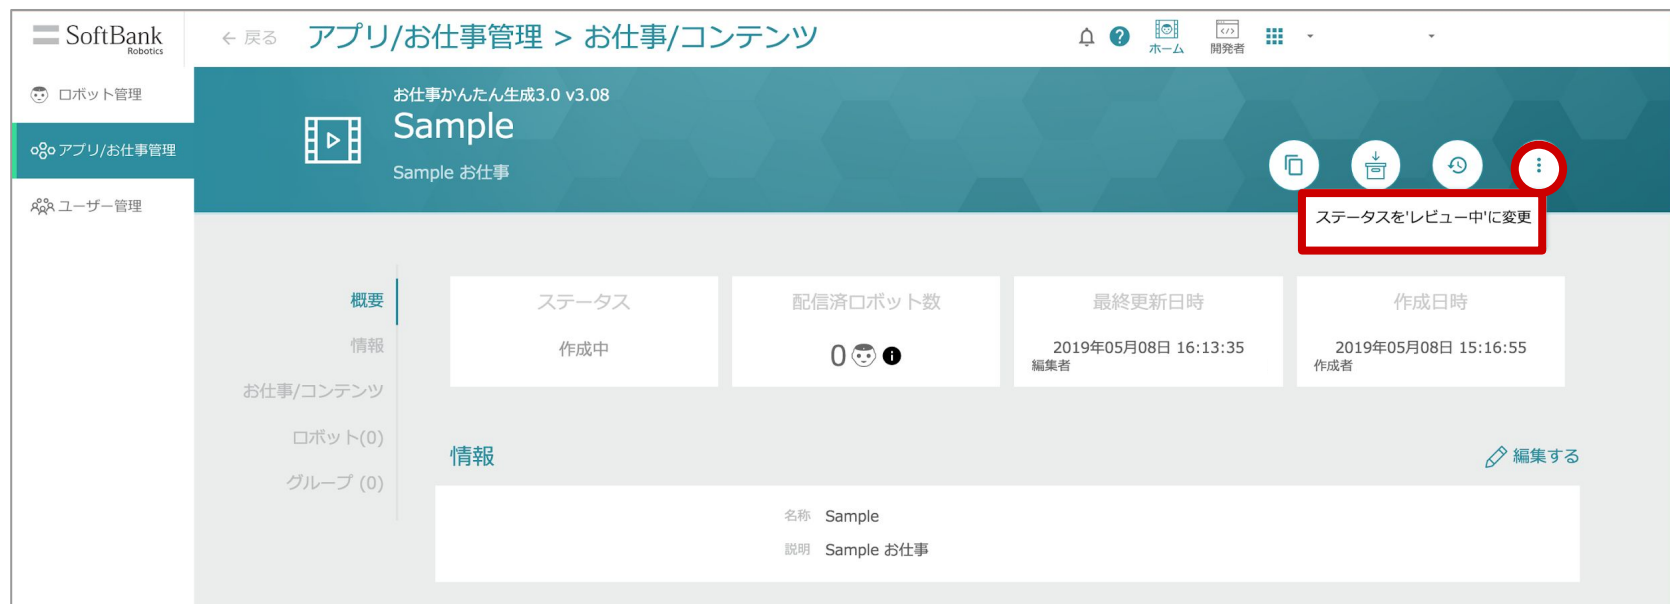 SoftBank
Robotics
← 戻る
アプリ/お仕事管理 > お仕事/コンテンツ
?
ホーム
開発者
ロボット管理
アプリ/お仕事管理
ユーザー管理
お仕事かんたん生成3.0 v3.08
Sample
Sample お仕事
ステータスを'レビュー中'に変更
概要
情報
お仕事/コンテンツ
ロボット(0)
グループ (0)
ステータス
作成中
配信済ロボット数
0
最終更新日時
2019年05月08日 16:13:35
編集者
作成日時
2019年05月08日 15:16:55
作成者
情報
編集する
名称 Sample
説明 Sample お仕事